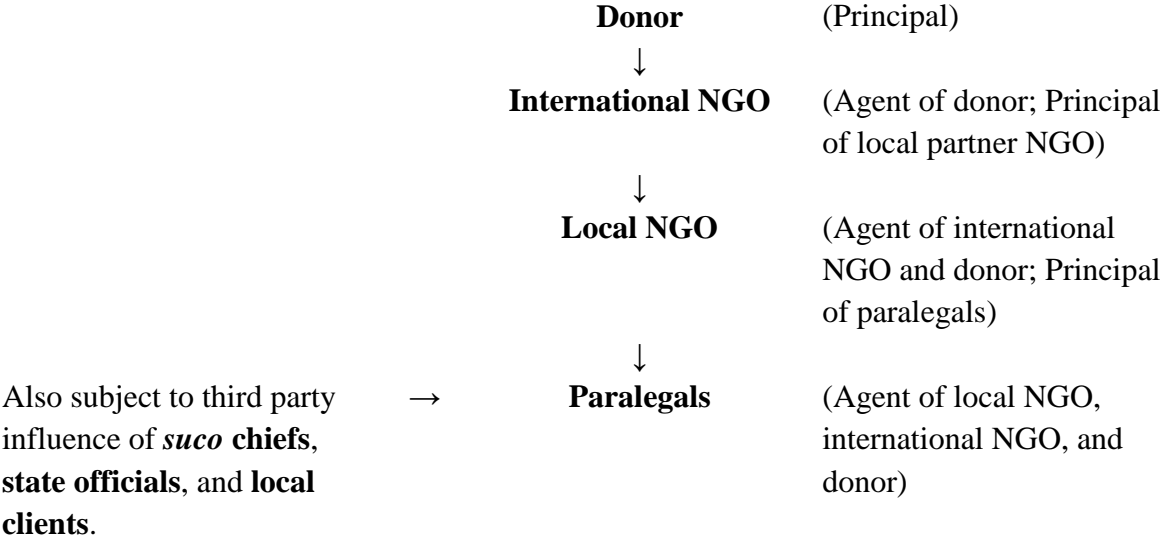 Donor (Principal)
↓
International NGO (Agent of donor; Principal
of local partner NGO)
↓
Local NGO (Agent of international
NGO and donor; Principal
of paralegals)
↓
Also subject to third party → Paralegals (Agent of local NGO,
influence of suco chiefs, international NGO, and
state officials, and local donor)
clients.